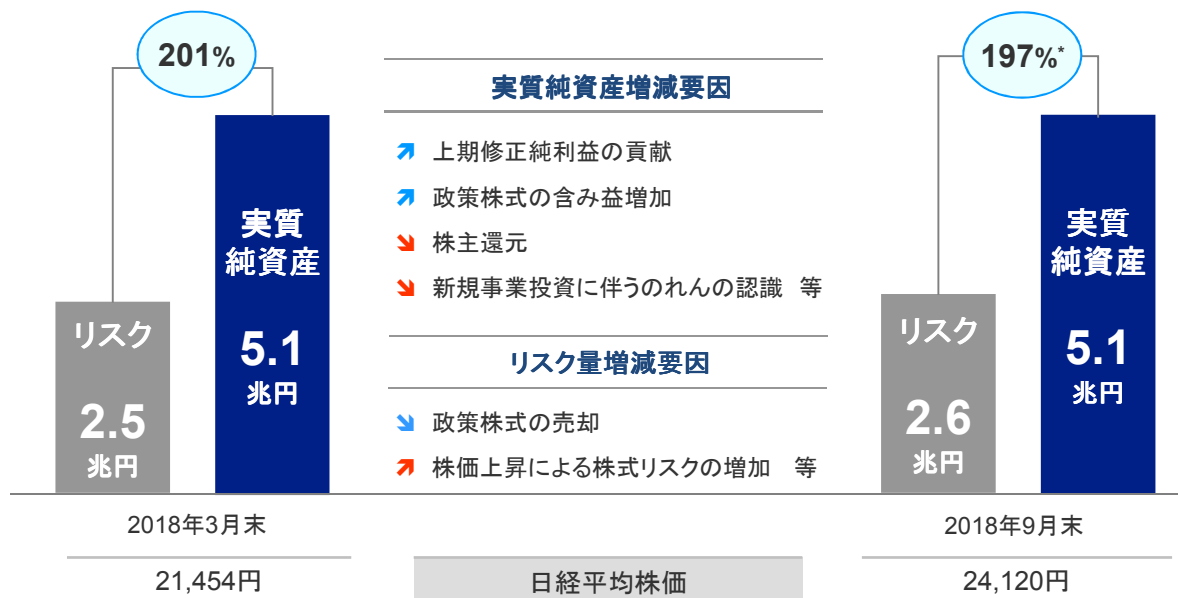 201%
実質
純資産
5.1
兆円
リスク
2.5
兆円
2018年3月末
21,454円
実質純資産増減要因
上期修正純利益の貢献
政策株式の含み益増加
株主還元
新規事業投資に伴うのれんの認識 等
リスク量増減要因
政策株式の売却
株価上昇による株式リスクの増加 等
日経平均株価
197%*
リスク
2.6
兆円
実質
純資産
5.1
兆円
2018年9月末
24,120円